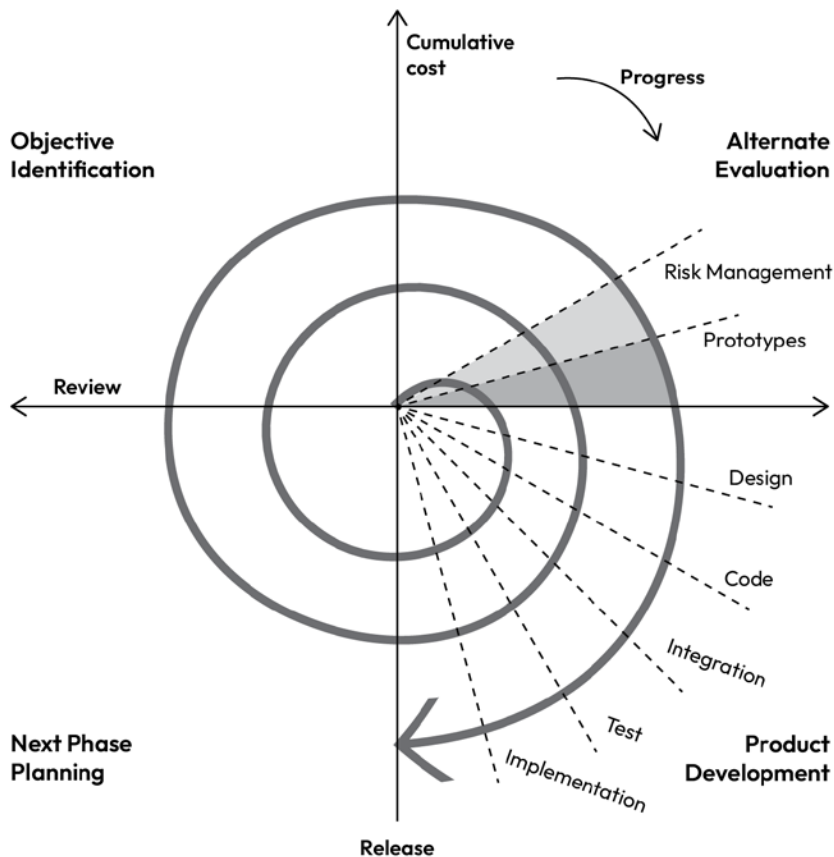 Cumulative
cost
Progress
Objective
Identification
Alternate
Evaluation
Risk Management
Prototypes
Review
Design
Code
Integration
Test
Implementation
Next Phase
Planning
Product
Development
Release